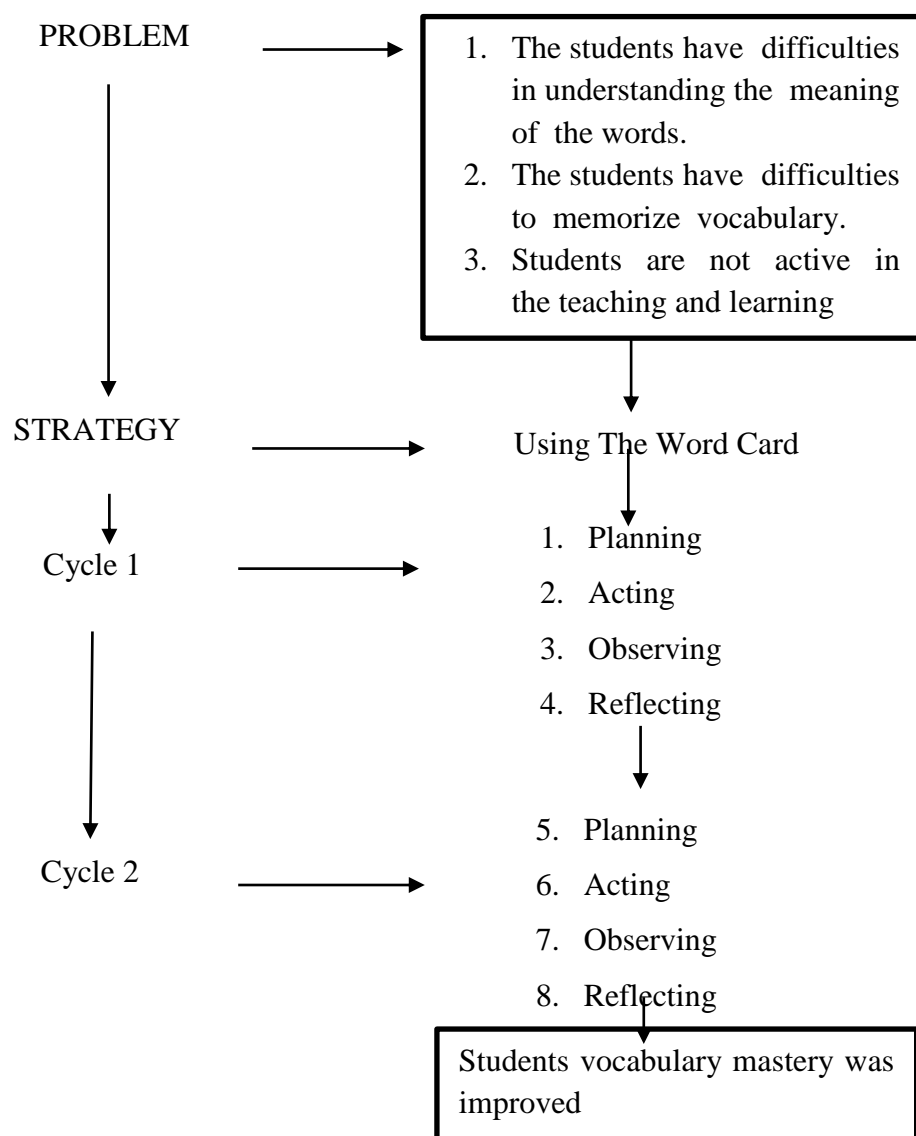 PROBLEM
1. The students have difficulties
in understanding the meaning
of the words.
2. The students have difficulties
to memorize vocabulary.
3. Students are not active in
the teaching and learning
STRATEGY
Using The Word Card
Cycle 1
1. Planning
2. Acting
3. Observing
4. Reflecting
Cycle 2
5. Planning
6. Acting
7. Observing
8. Reflecting
Students vocabulary mastery was
improved